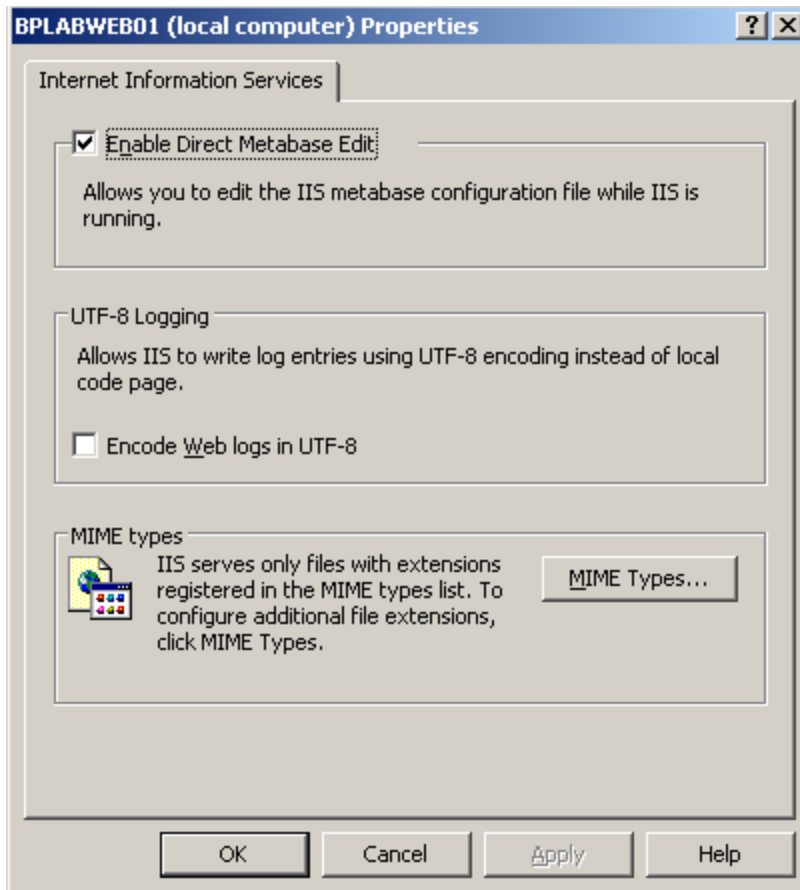 BPLABWEB01 (local computer) Properties
Internet Information Services
Enable Direct Metabase Edit
Allows you to edit the IIS metabase configuration file while IIS is
running.
UTF-8 Logging
Allows IIS to write log entries using UTF-8 encoding instead of local
code page.
Encode Web logs in UTF-8
MIME types
IIS serves only files with extensions
registered in the MIME types list. To
configure additional file extensions,
click MIME Types.
MIME Types...
OK Cancel Apply Help